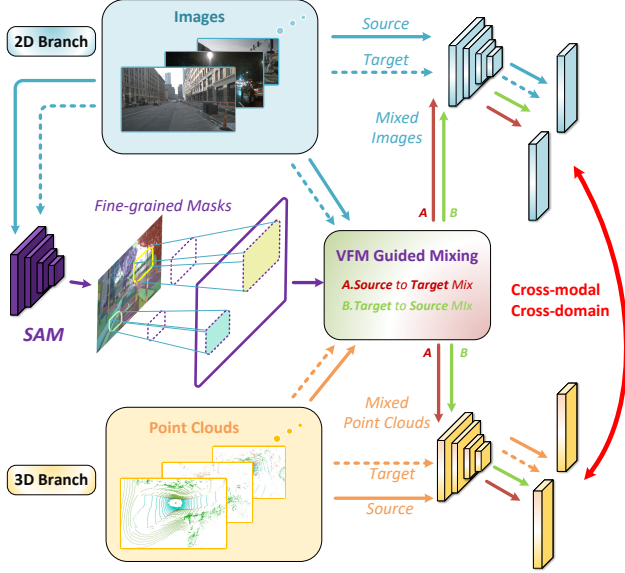 Images
2D Branch
Source
Target
Mixed
Images
Fine-grained Masks
A
B
VFM Guided Mixing
A.Source to Target Mix
B.Target to Source MIx
SAM
Cross-modal
Cross-domain
A
B
Mixed
Point Clouds
Point Clouds
3D Branch
Target
Source